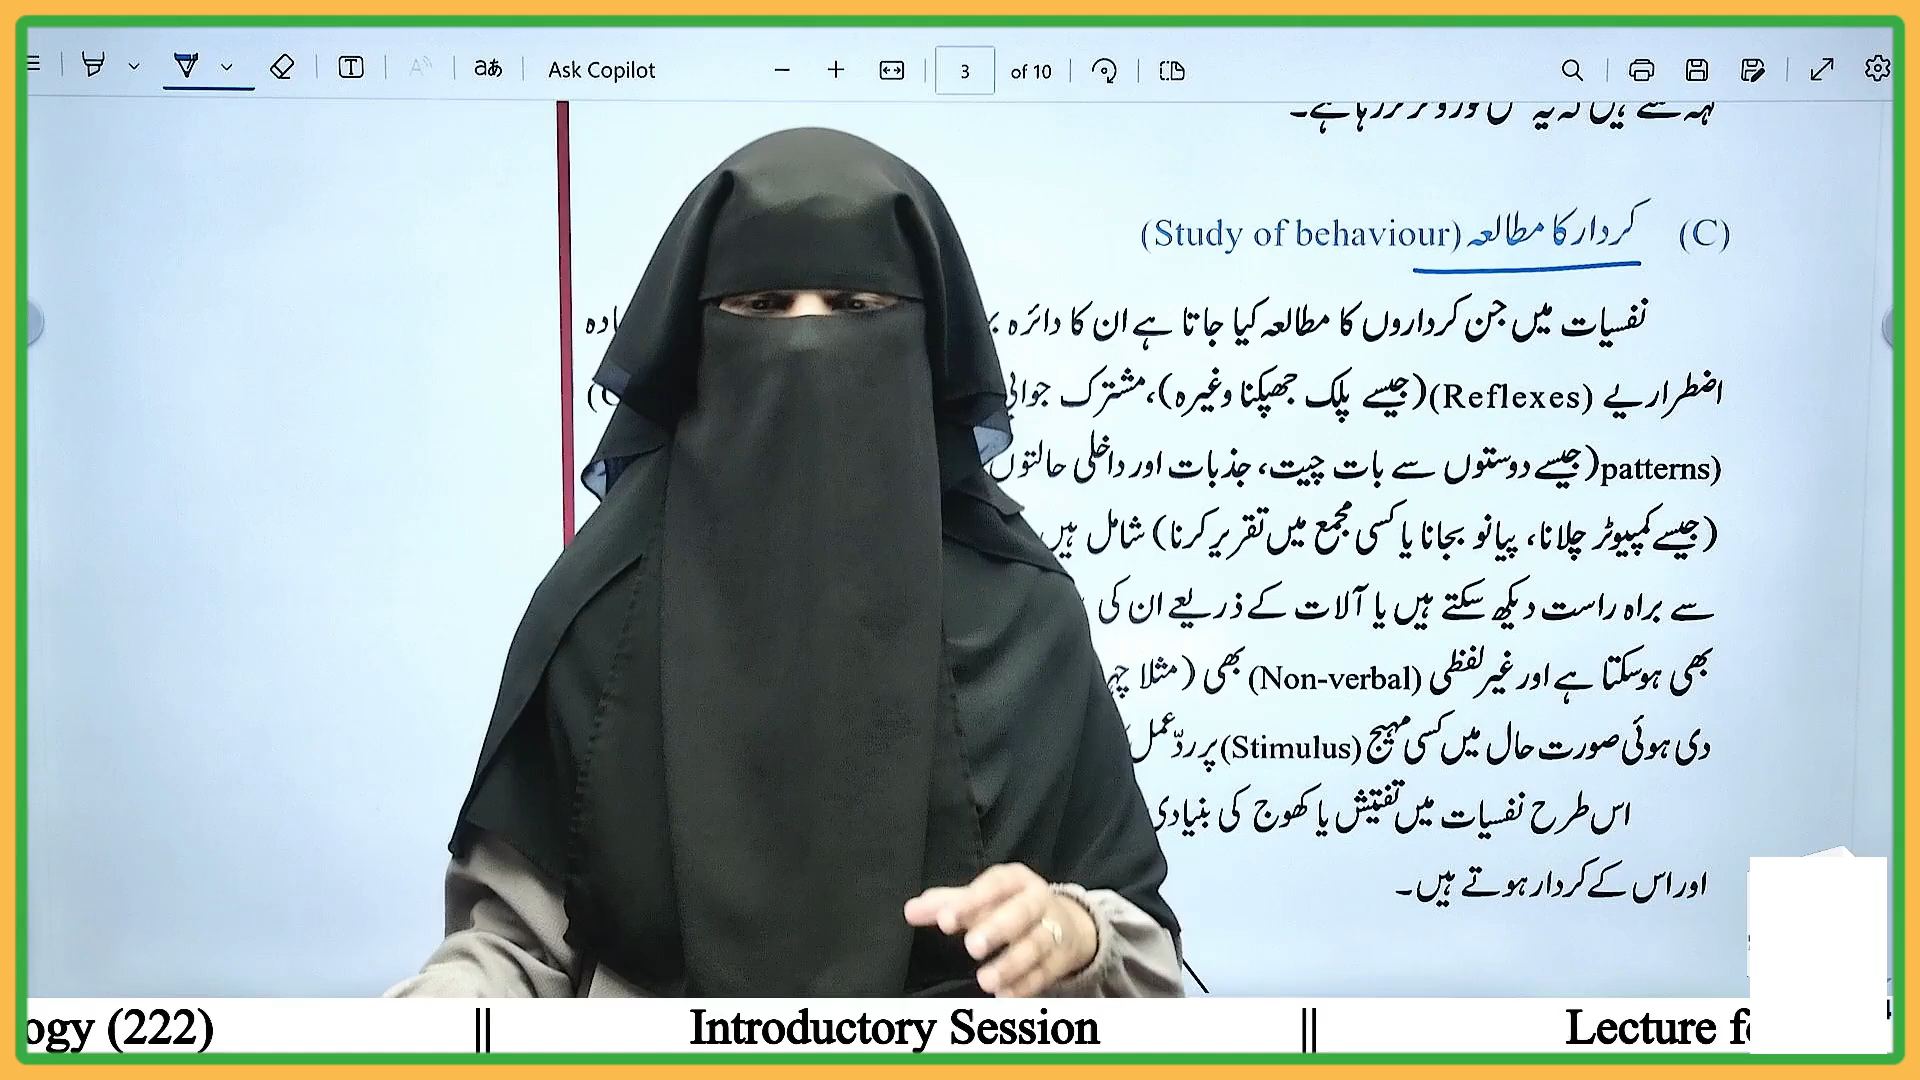 Ask Copilot
3 of 10
(C) کردار کا مطالعہ (Study of behaviour)
نفسیات میں جن کرداروں کا مطالعہ کیا جاتا ہے ان کا دائرہ
اضطراریے (Reflexes) (جیسے پلک جھپکنا وغیرہ)، مشترک
patterns) (جیسے دوستوں سے بات چیت، جذبات اور داخلی حالتوں
(جیسے کمپیوٹر چلانا، پیانو بجانا یا کسی مجمع میں تقریر کرنا) شامل ہیں
سے براہ راست دیکھ سکتے ہیں یا آلات کے ذریعے ان کی
بھی ہوسکتا ہے اور غیر لفظی (Non-verbal) بھی (مثلا
دی ہوئی صورت حال میں کسی مہیج (Stimulus) پر ردّعمل
اس طرح نفسیات میں تفتیش یا کھوج کی بنیادی
اور اس کے کردار ہوتے ہیں۔
ogy (222) || Introductory Session || Lecture